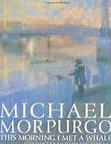 MICHAEL
MORPURGO
THIS MORNING I MET A WHALE